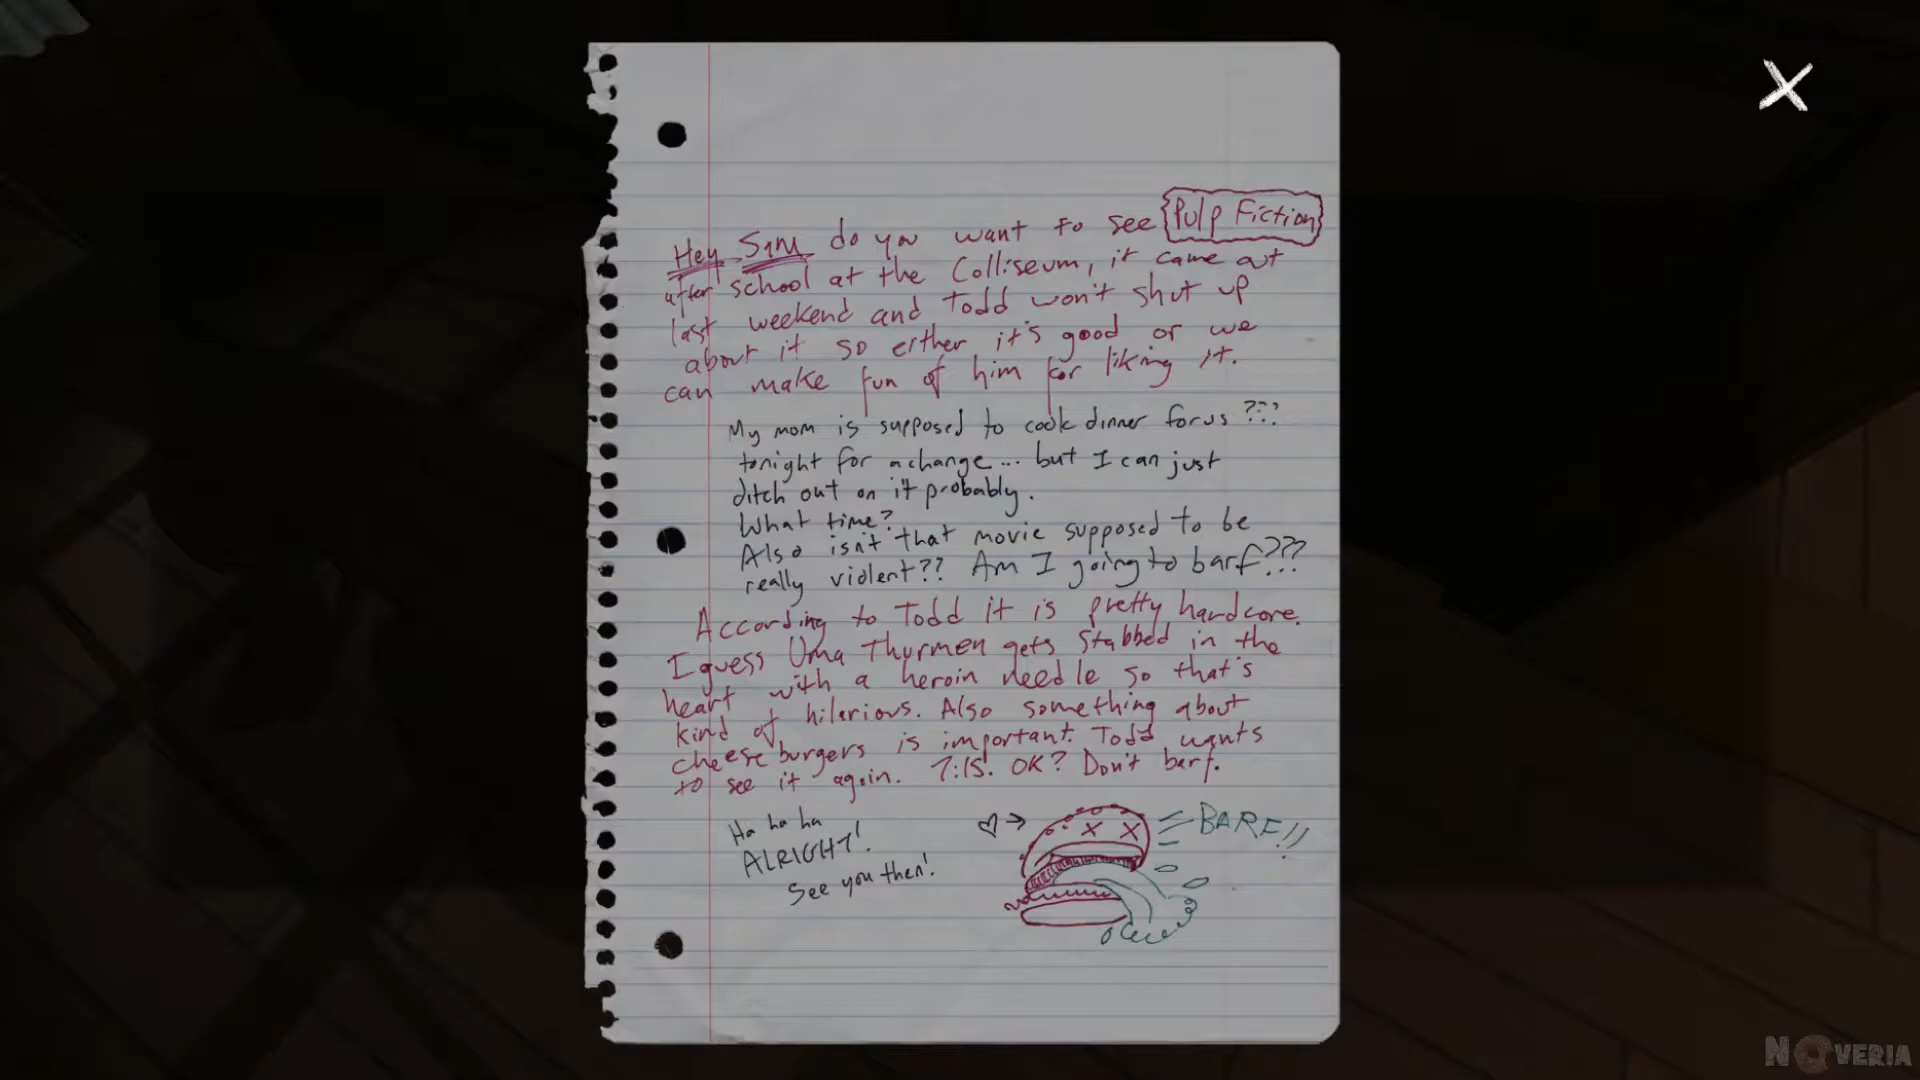 Hey Sam do you want to see Pulp Fiction
after school at the Colliseum, it came out
last weekend and Todd won't shut up
about it so either it's good or we
can make fun of him for liking it.
My mom is supposed to cook dinner for us ???
tonight for a change... but I can just
ditch out on it probably.
What time?
Also isn't that movie supposed to be
really violent?? Am I going to barf???
According to Todd it is pretty hardcore.
I guess Uma Thurmen gets stabbed in the
heart with a heroin needle so that's
kind of hilarious. Also something about
cheeseburgers is important. Todd wants
to see it again. 7:15. OK? Don't barf.
Ha ha ha
ALRIGHT!
See you then!
BARF!!
NOVERIA